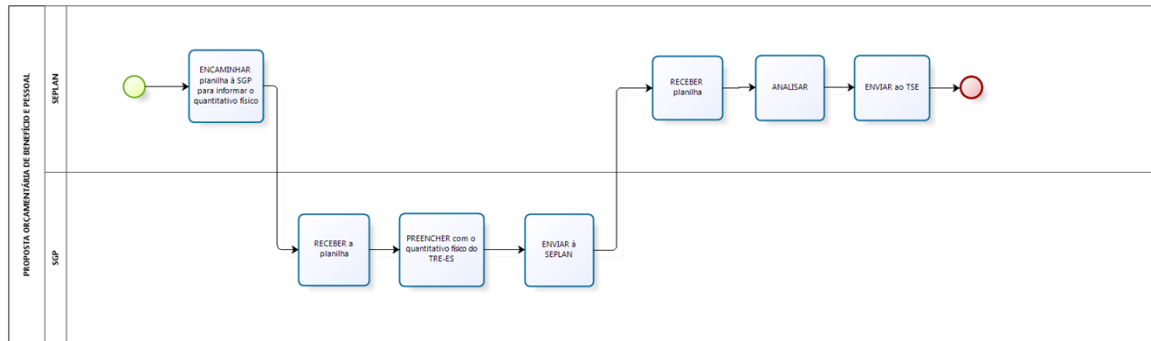 PROPOSTA ORÇAMENTÁRIA DE BENEFÍCIO E PESSOAL
SEPLAN
ENCAMINHAR
planilha à SGP
para informar o
quantitativo físico
RECEBER
planilha
ANALISAR
ENVIAR ao TSE
SGP
RECEBER a
planilha
PREENCHER com o
quantitativo físico do
TRE-ES
ENVIAR à
SEPLAN